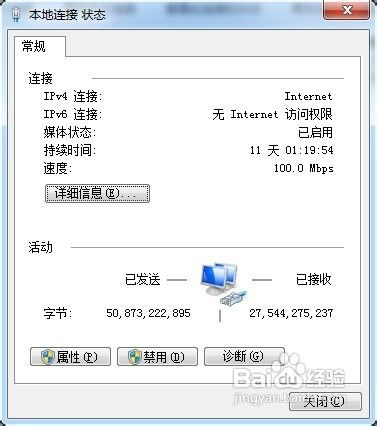 本地连接 状态
常规
连接
IPv4 连接: Internet
IPv6 连接: 无 Internet 访问权限
媒体状态: 已启用
持续时间: 11 天 01:19:54
速度: 100.0 Mbps
详细信息(E)...
活动
已发送 — — 已接收
字节: 50,873,222,895 | 27,544,275,237
属性(P) 禁用(D) 诊断(G)
Baidu 经验
jingyan.baidu.com
关闭(C)